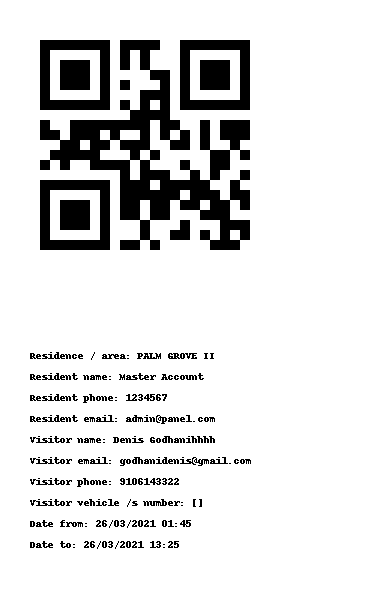 Residence / area: PALM GROVE II
Resident name: Master Account
Resident phone: 1234567
Resident email: admin@panel.com
Visitor name: Denis Godhanihhhh
Visitor email: godhanidenis@gmail.com
Visitor phone: 9106143322
Visitor vehicle /s number: []
Date from: 26/03/2021 01:45
Date to: 26/03/2021 13:25